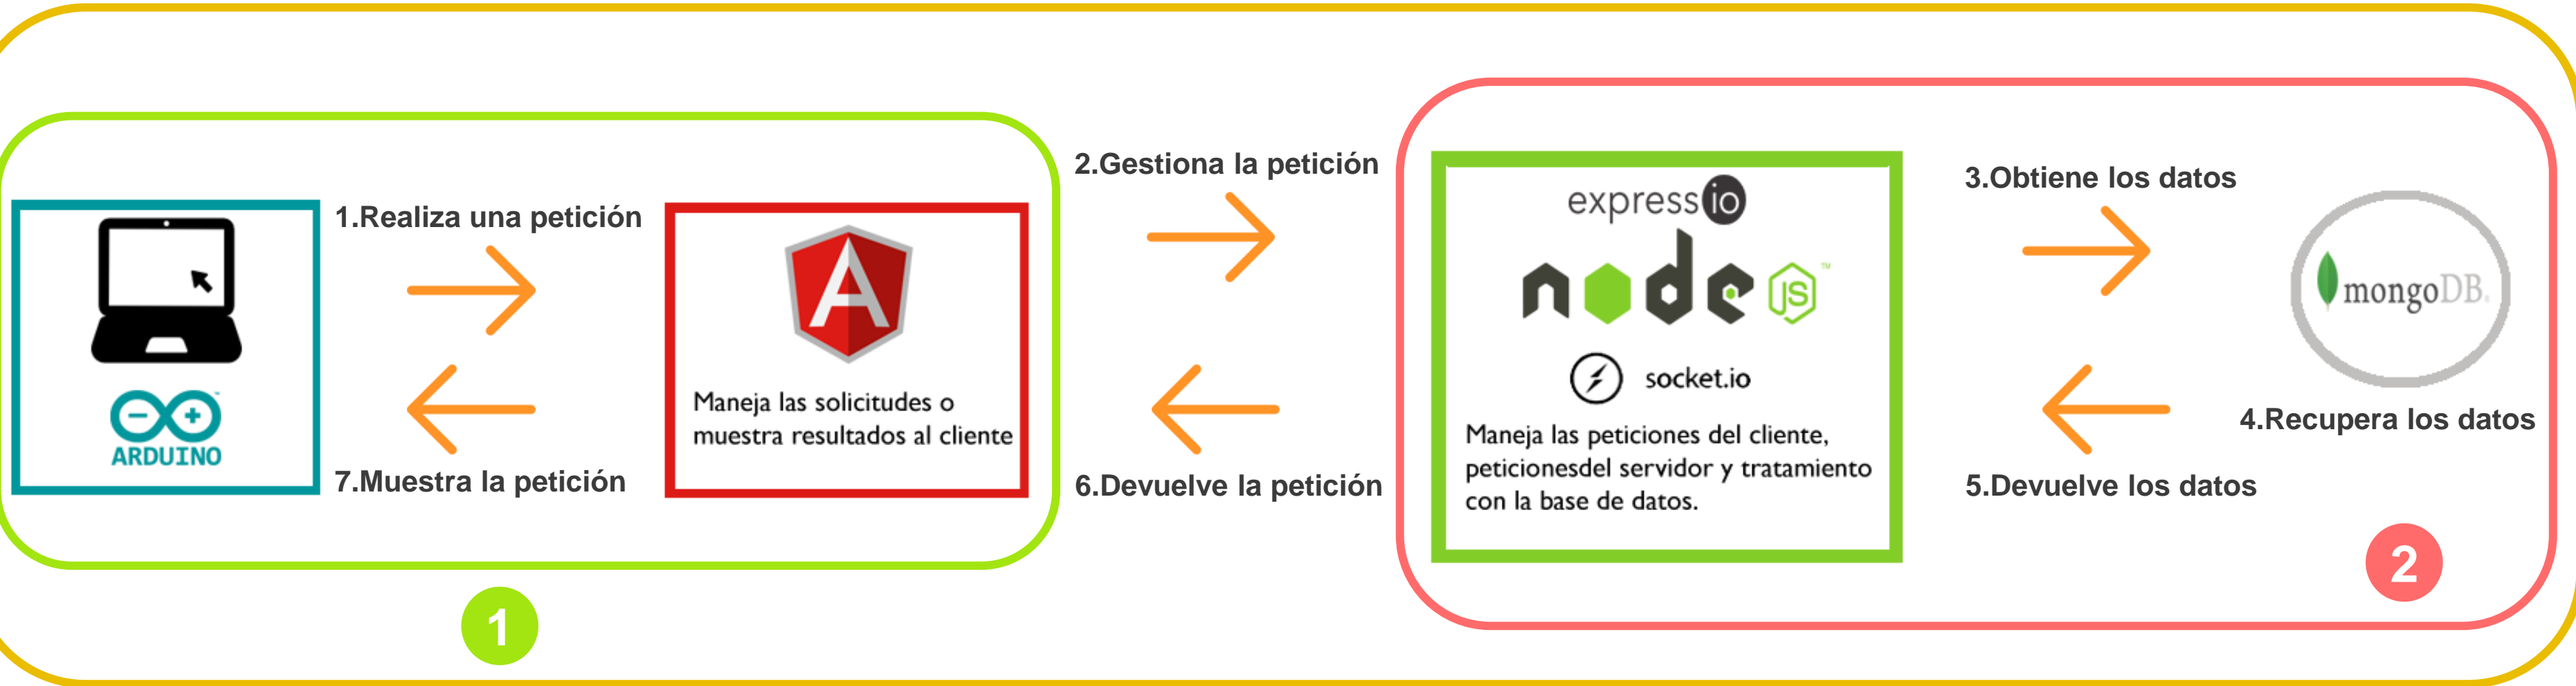 1.Realiza una petición
ARDUINO
7.Muestra la petición
Maneja las solicitudes o
muestra resultados al cliente
1
2.Gestiona la petición
6.Devuelve la petición
express io
node JS™
socket.io
Maneja las peticiones del cliente,
peticionesdel servidor y tratamiento
con la base de datos.
3.Obtiene los datos
mongoDB.
4.Recupera los datos
5.Devuelve los datos
2